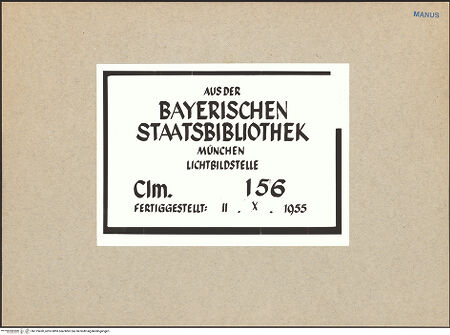 MANUS
AUS DER
BAYERISCHEN
STAATSBIBLIOTHEK
MÜNCHEN
LICHTBILDSTELLE
Clm. 156
FERTIGGESTELLT: 11 . X . 1955